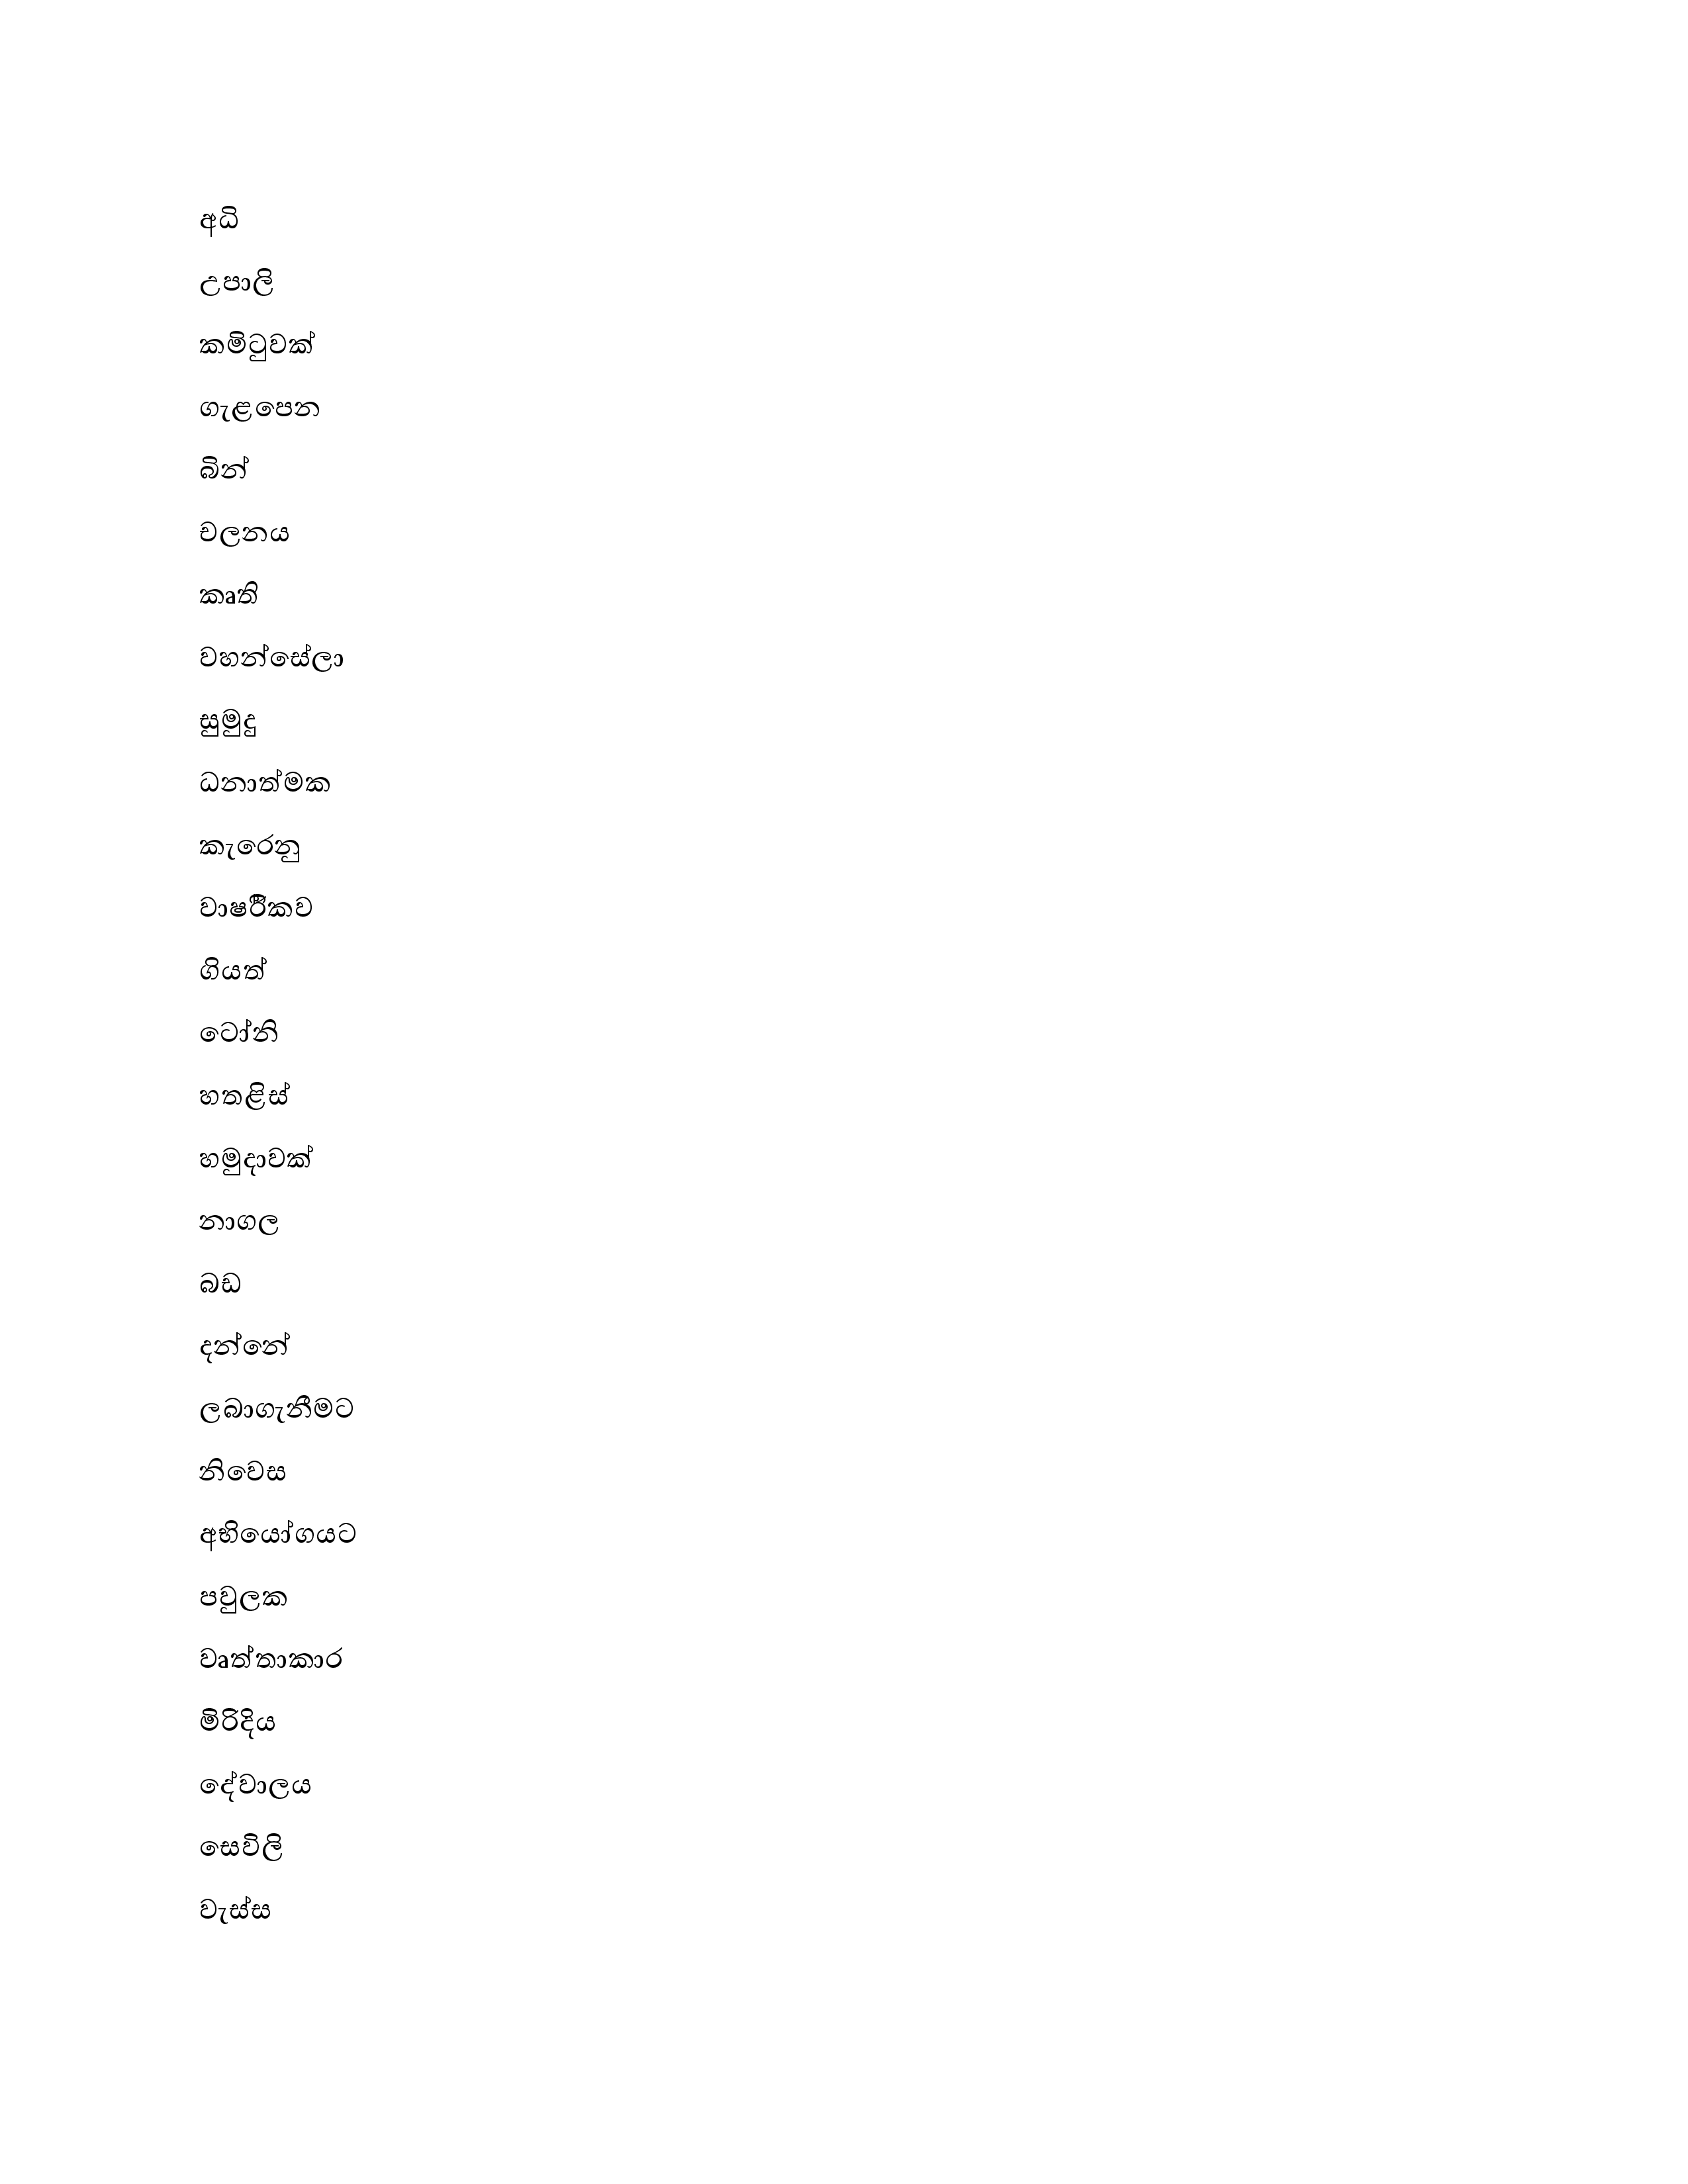 අධි
උපාලි
කමිටුවක්
ගැළපෙන
බින්
චලනය
කෘති
වහන්සේලා
සුමුදු
ධනාත්මක
කැරෙනු
වාර්ෂිකව
ගියත්
ටෝනි
හතළිස්
හමුදාවක්
නාගල
බඩ
දන්නේ
ලබාගැනීමට
නිවෙස
අභියෝගයට
පවුලක
වෘත්තාකාර
මිරිදිය
දේවාලය
සෙවිලි
වැස්ස